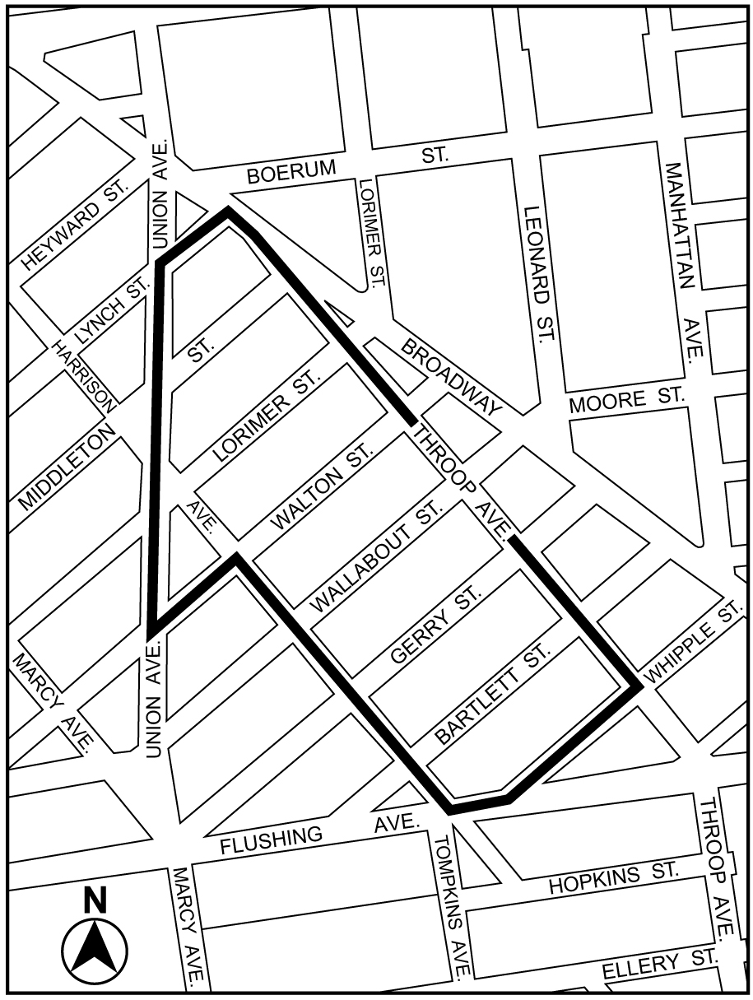 UNION AVE.
BOERUM ST.
HEYWARD ST.
LORIMER ST.
MANHATTAN AVE.
LEONARD ST.
LYNCH ST.
HARRISON AVE.
BROADWAY
MOORE ST.
MIDDLETON ST.
LORIMER ST.
WALTON ST.
THROOP AVE.
WALLABOUT ST.
GERRY ST.
WHIPPLE ST.
BARTLETT ST.
MARCY AVE.
UNION AVE.
FLUSHING AVE.
THROOP AVE.
TOMPKINS AVE.
HOPKINS ST.
MARCY AVE.
ELLERY ST.
N